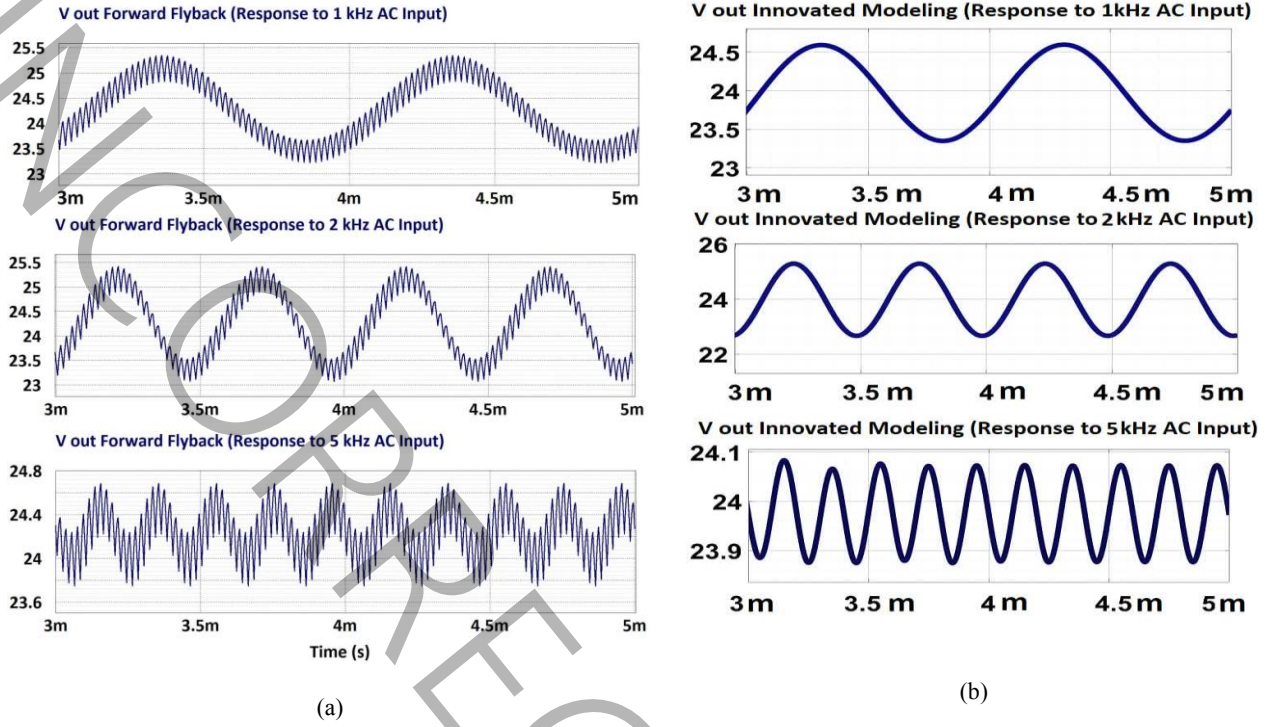 V out Forward Flyback (Response to 1 kHz AC Input)
25.5
25
24.5
24
23.5
23
3m 3.5m 4m 4.5m 5m
V out Forward Flyback (Response to 2 kHz AC Input)
25.5
25
24.5
24
23.5
23
3m 3.5m 4m 4.5m 5m
V out Forward Flyback (Response to 5 kHz AC Input)
24.8
24.4
24
23.6
3m 3.5m 4m 4.5m 5m
Time (s)
(a)
V out Innovated Modeling (Response to 1kHz AC Input)
24.5
24
23.5
23
3m 3.5 m 4 m 4.5 m 5m
V out Innovated Modeling (Response to 2 kHz AC Input)
26
24
22
3m 3.5 m 4 m 4.5 m 5m
V out Innovated Modeling (Response to 5kHz AC Input)
24.1
24
23.9
3m 3.5 m 4 m 4.5 m 5m
(b)